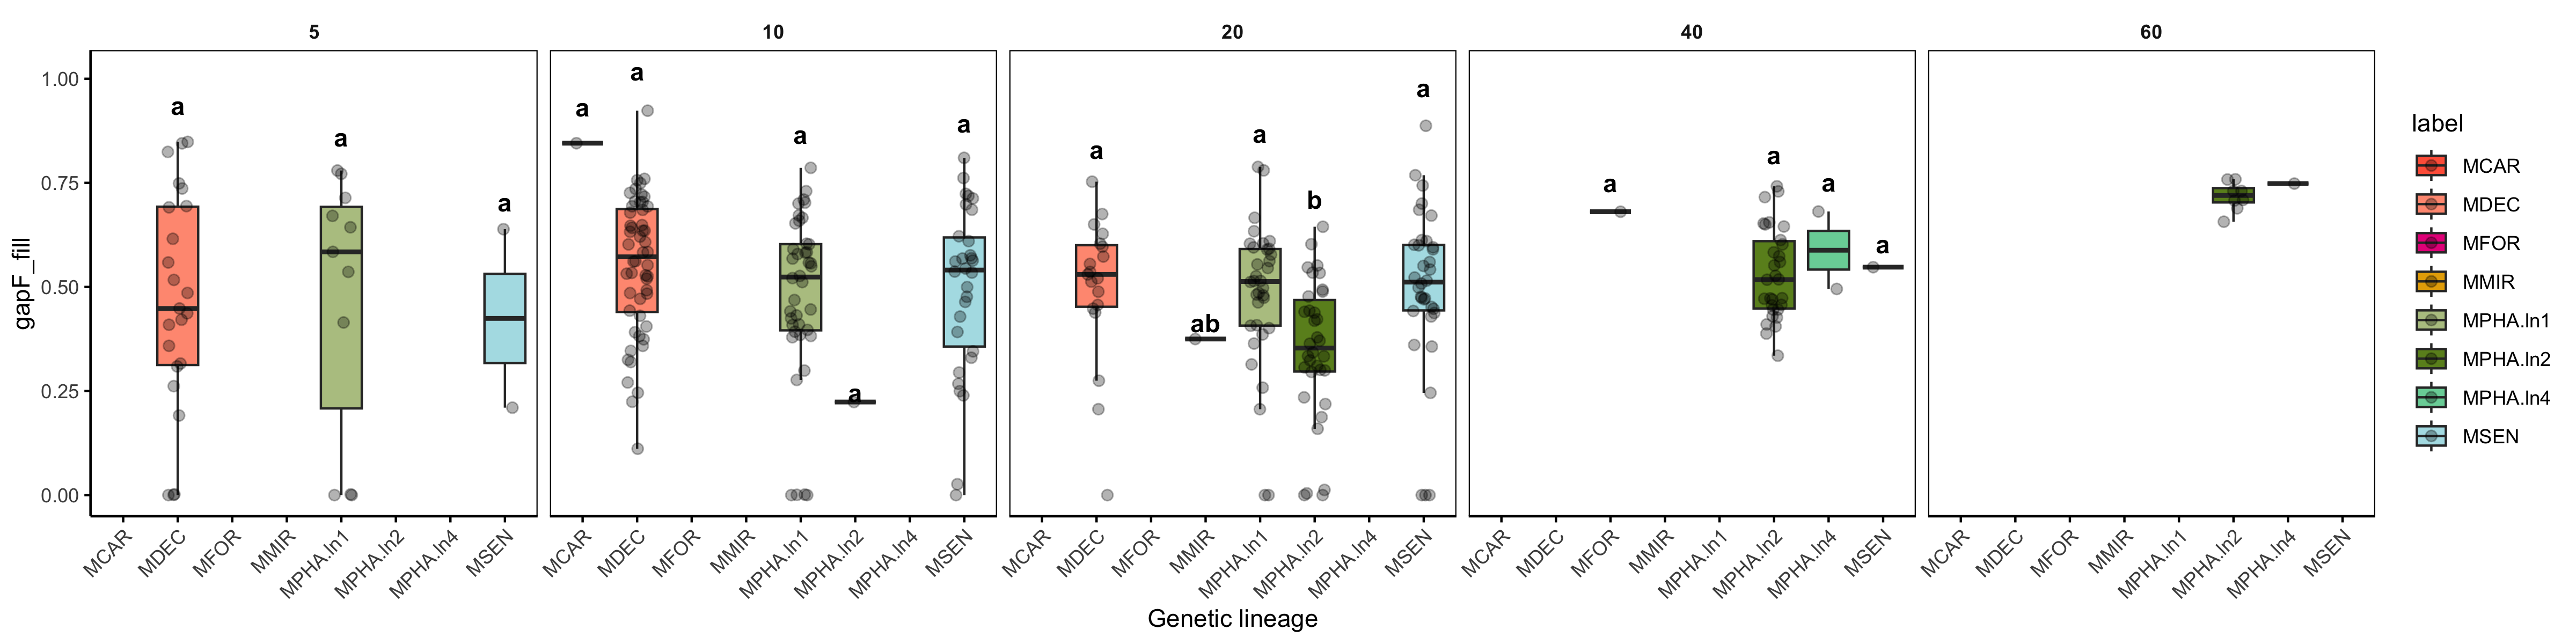 5 10 20 40 60
1.00
0.75
0.50
0.25
0.00
gapF_fill
a a a
a a a a a
a ab a b a
a a a a
MCAR MDEC MFOR MMIR MPHA.ln1 MPHA.ln2 MPHA.ln4 MSEN
MCAR MDEC MFOR MMIR MPHA.ln1 MPHA.ln2 MPHA.ln4 MSEN
MCAR MDEC MFOR MMIR MPHA.ln1 MPHA.ln2 MPHA.ln4 MSEN
MCAR MDEC MFOR MMIR MPHA.ln1 MPHA.ln2 MPHA.ln4 MSEN
MCAR MDEC MFOR MMIR MPHA.ln1 MPHA.ln2 MPHA.ln4 MSEN
Genetic lineage
label
MCAR
MDEC
MFOR
MMIR
MPHA.ln1
MPHA.ln2
MPHA.ln4
MSEN